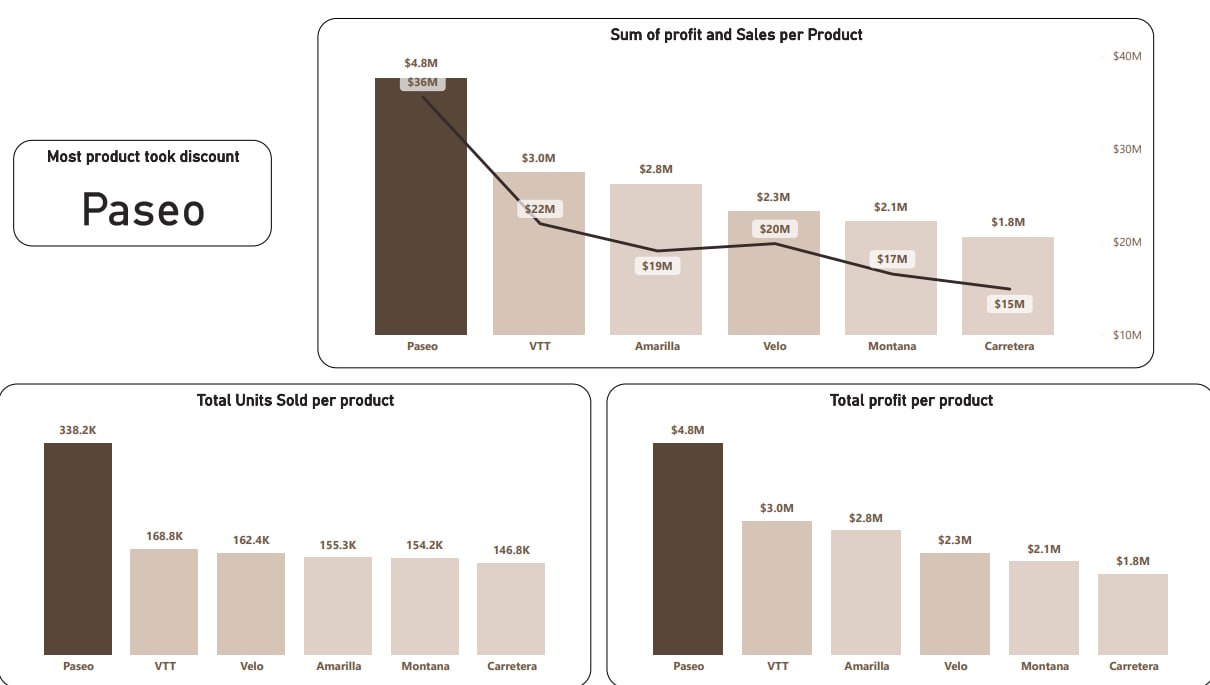 Most product took discount
Paseo
Sum of profit and Sales per Product
$4.8M
$36M
$3.0M
$22M
$2.8M
$19M
$2.3M
$20M
$2.1M
$17M
$1.8M
$15M
$40M
$30M
$20M
$10M
Paseo VTT Amarilla Velo Montana Carretera
Total Units Sold per product
338.2K
168.8K
162.4K
155.3K
154.2K
146.8K
Paseo VTT Velo Amarilla Montana Carretera
Total profit per product
$4.8M
$3.0M
$2.8M
$2.3M
$2.1M
$1.8M
Paseo VTT Amarilla Velo Montana Carretera